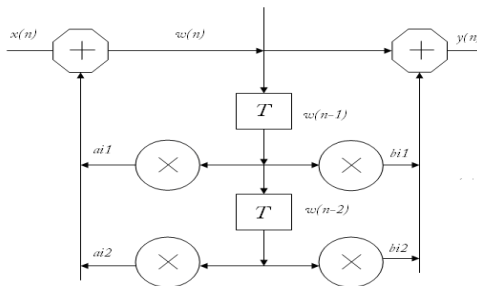 x(n) w(n) y(n
T w(n-1)
ai1 bi1
T w(n-2)
ai2 bi2